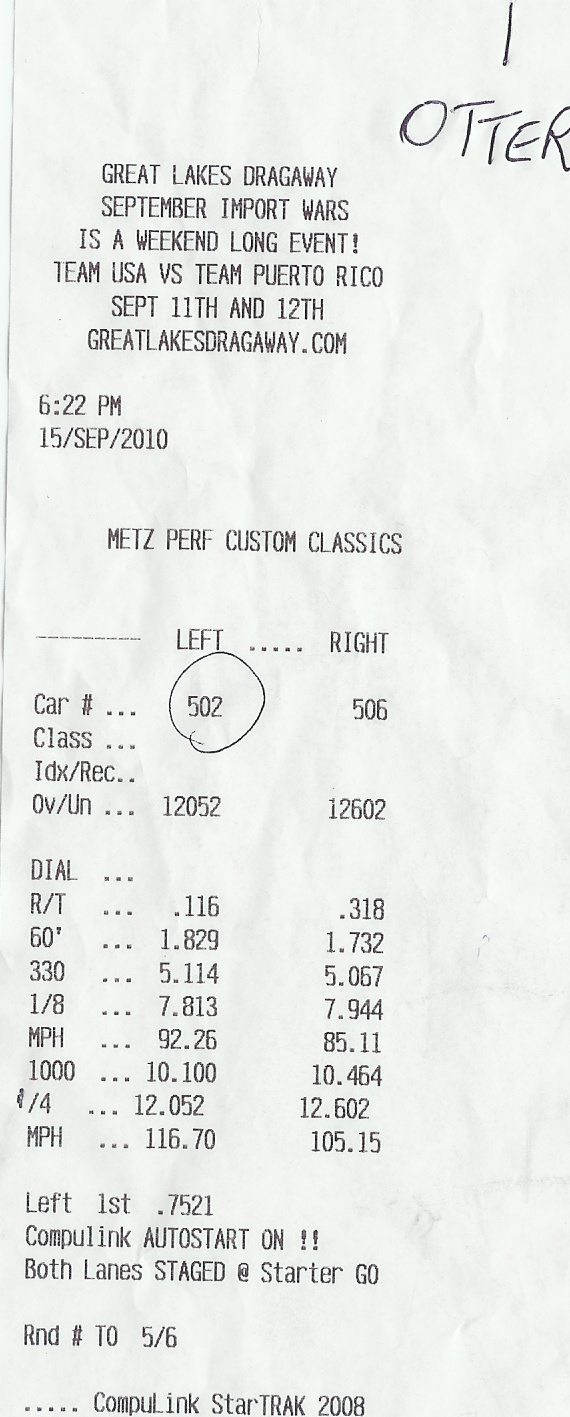 1
OTTER
GREAT LAKES DRAGAWAY
SEPTEMBER IMPORT WARS
IS A WEEKEND LONG EVENT!
TEAM USA VS TEAM PUERTO RICO
SEPT 11TH AND 12TH
GREATLAKESDRAGAWAY.COM
6:22 PM
15/SEP/2010
METZ PERF CUSTOM CLASSICS
--------- LEFT ..... RIGHT
Car # ... 502 506
Class ...
Idx/Rec..
Ov/Un ... 12052 12602
DIAL ...
R/T ... .116 .318
60' ... 1.829 1.732
330 ... 5.114 5.067
1/8 ... 7.813 7.944
MPH ... 92.26 85.11
1000 ... 10.100 10.464
1/4 ... 12.052 12.602
MPH ... 116.70 105.15
Left 1st .7521
Compulink AUTOSTART ON !!
Both Lanes STAGED @ Starter GO
Rnd # TO 5/6
..... CompuLink StarTRAK 2008